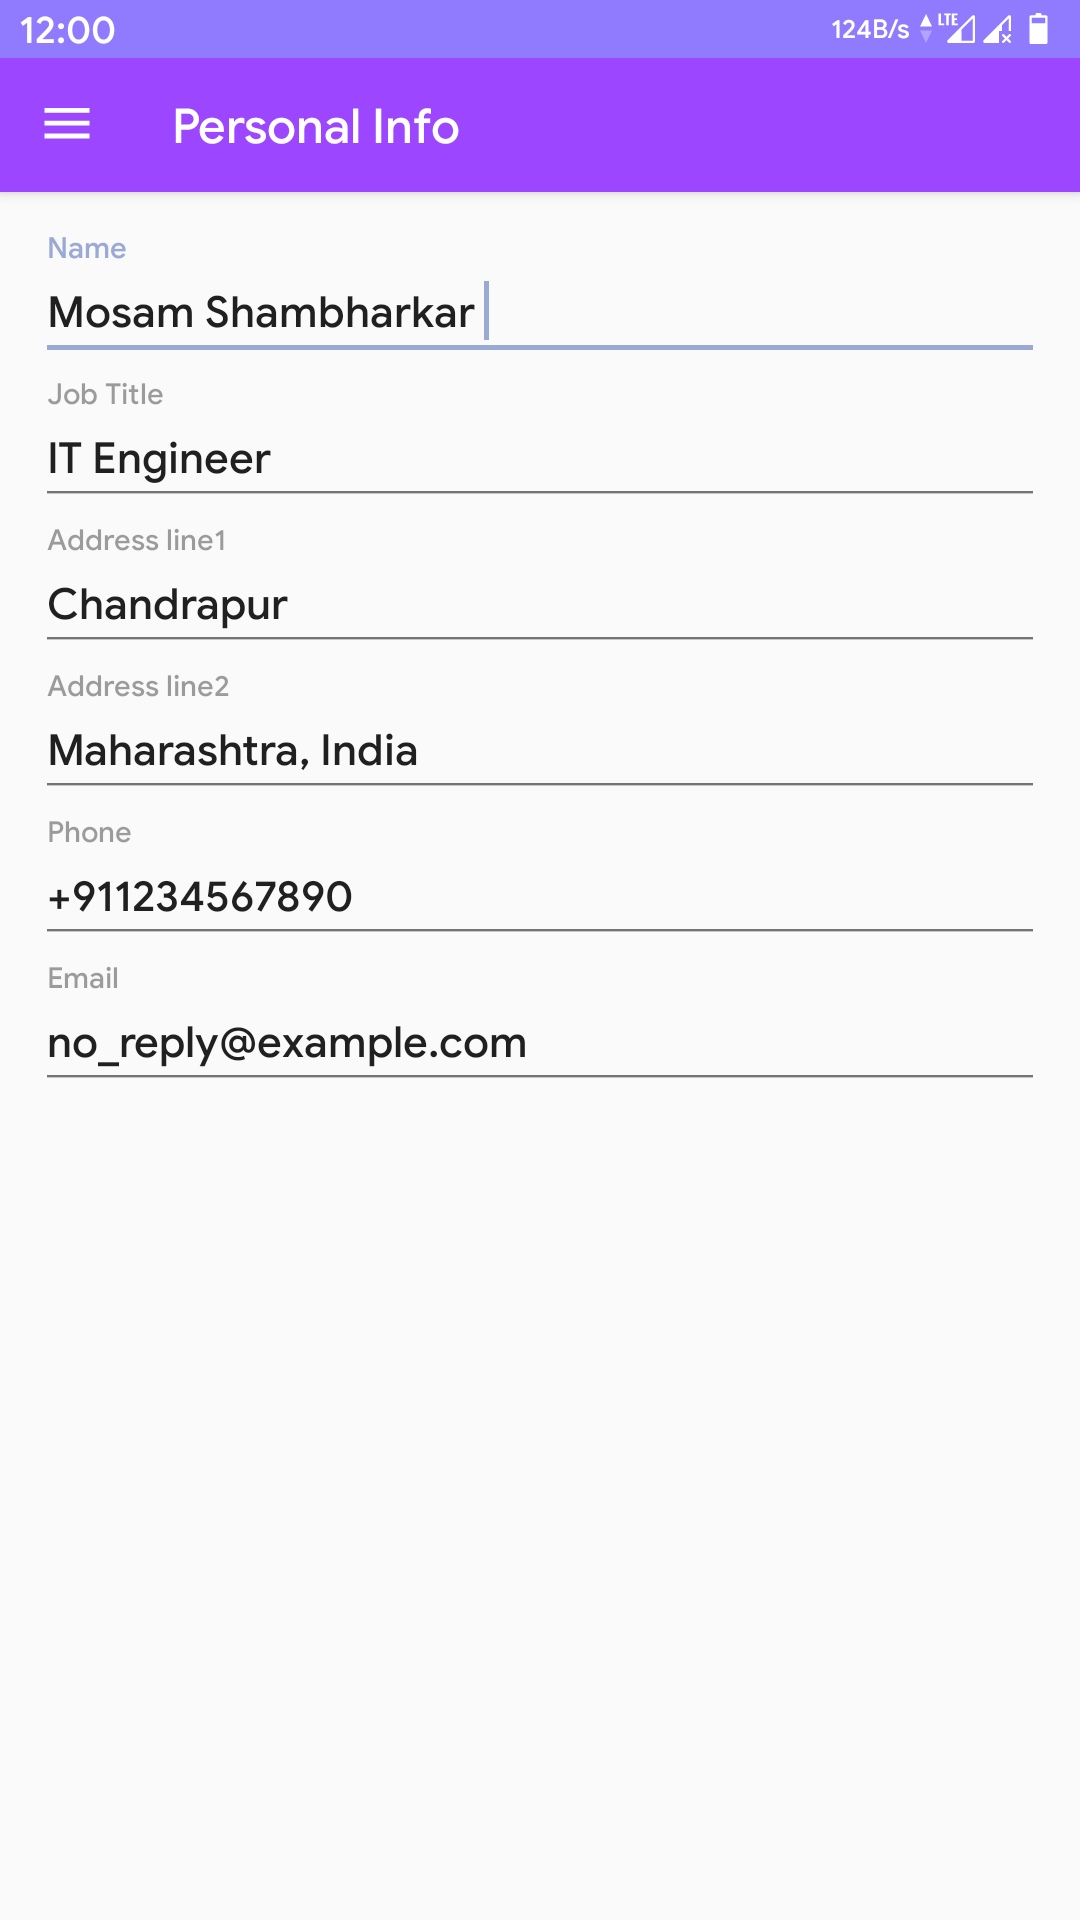 12:00 124B/s LTE
Personal Info
Name
Mosam Shambharkar
Job Title
IT Engineer
Address line1
Chandrapur
Address line2
Maharashtra, India
Phone
+911234567890
Email
no_reply@example.com